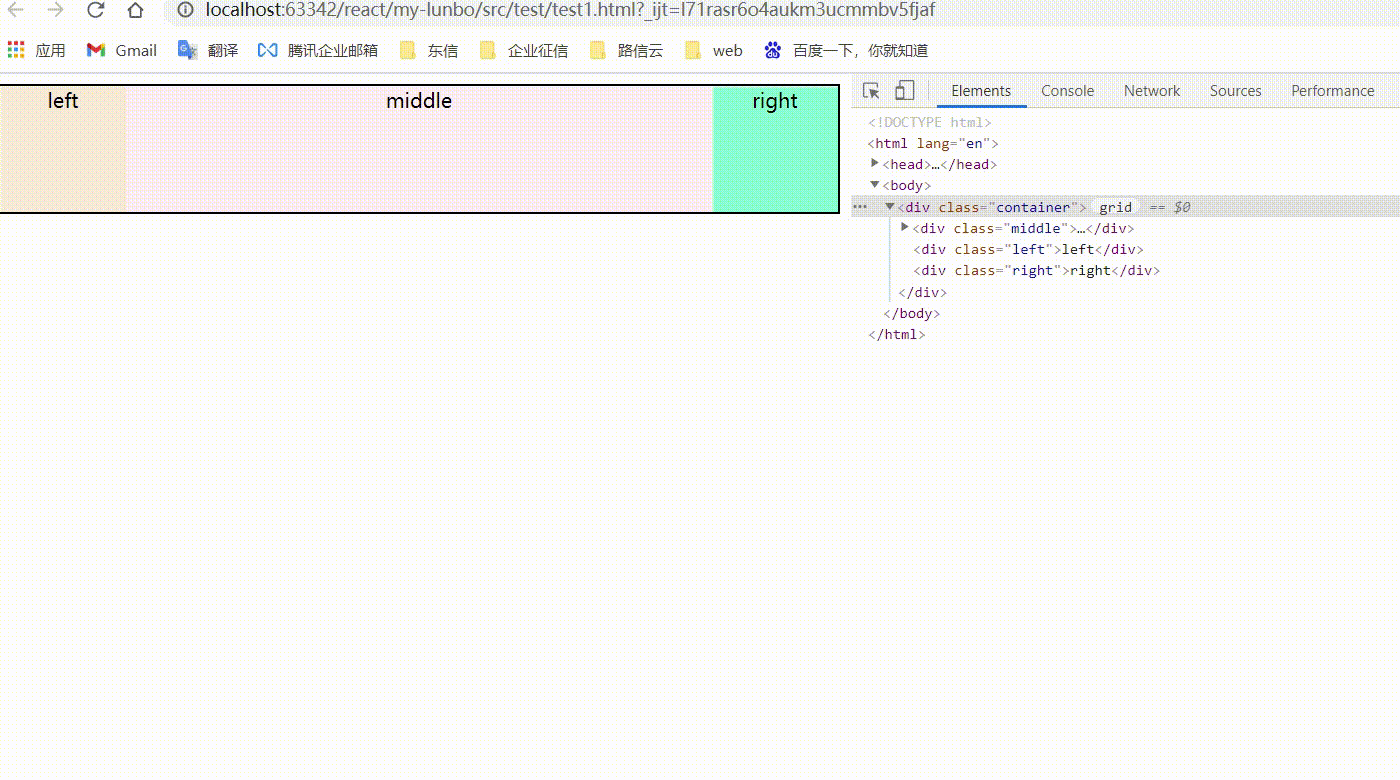 localhost:63342/react/my-lunbo/src/test/test1.html?_ijt=l71rasr6o4aukm3ucmmbv5fjaf
应用 Gmail 翻译 腾讯企业邮箱 东信 企业征信 路信云 web 百度一下，你就知道
left middle right
Elements Console Network Sources Performance
<!DOCTYPE html>
<html lang="en">
▶<head>…</head>
▼<body>
… ▼<div class="container"> grid == $0
▶<div class="middle">…</div>
<div class="left">left</div>
<div class="right">right</div>
</div>
</body>
</html>